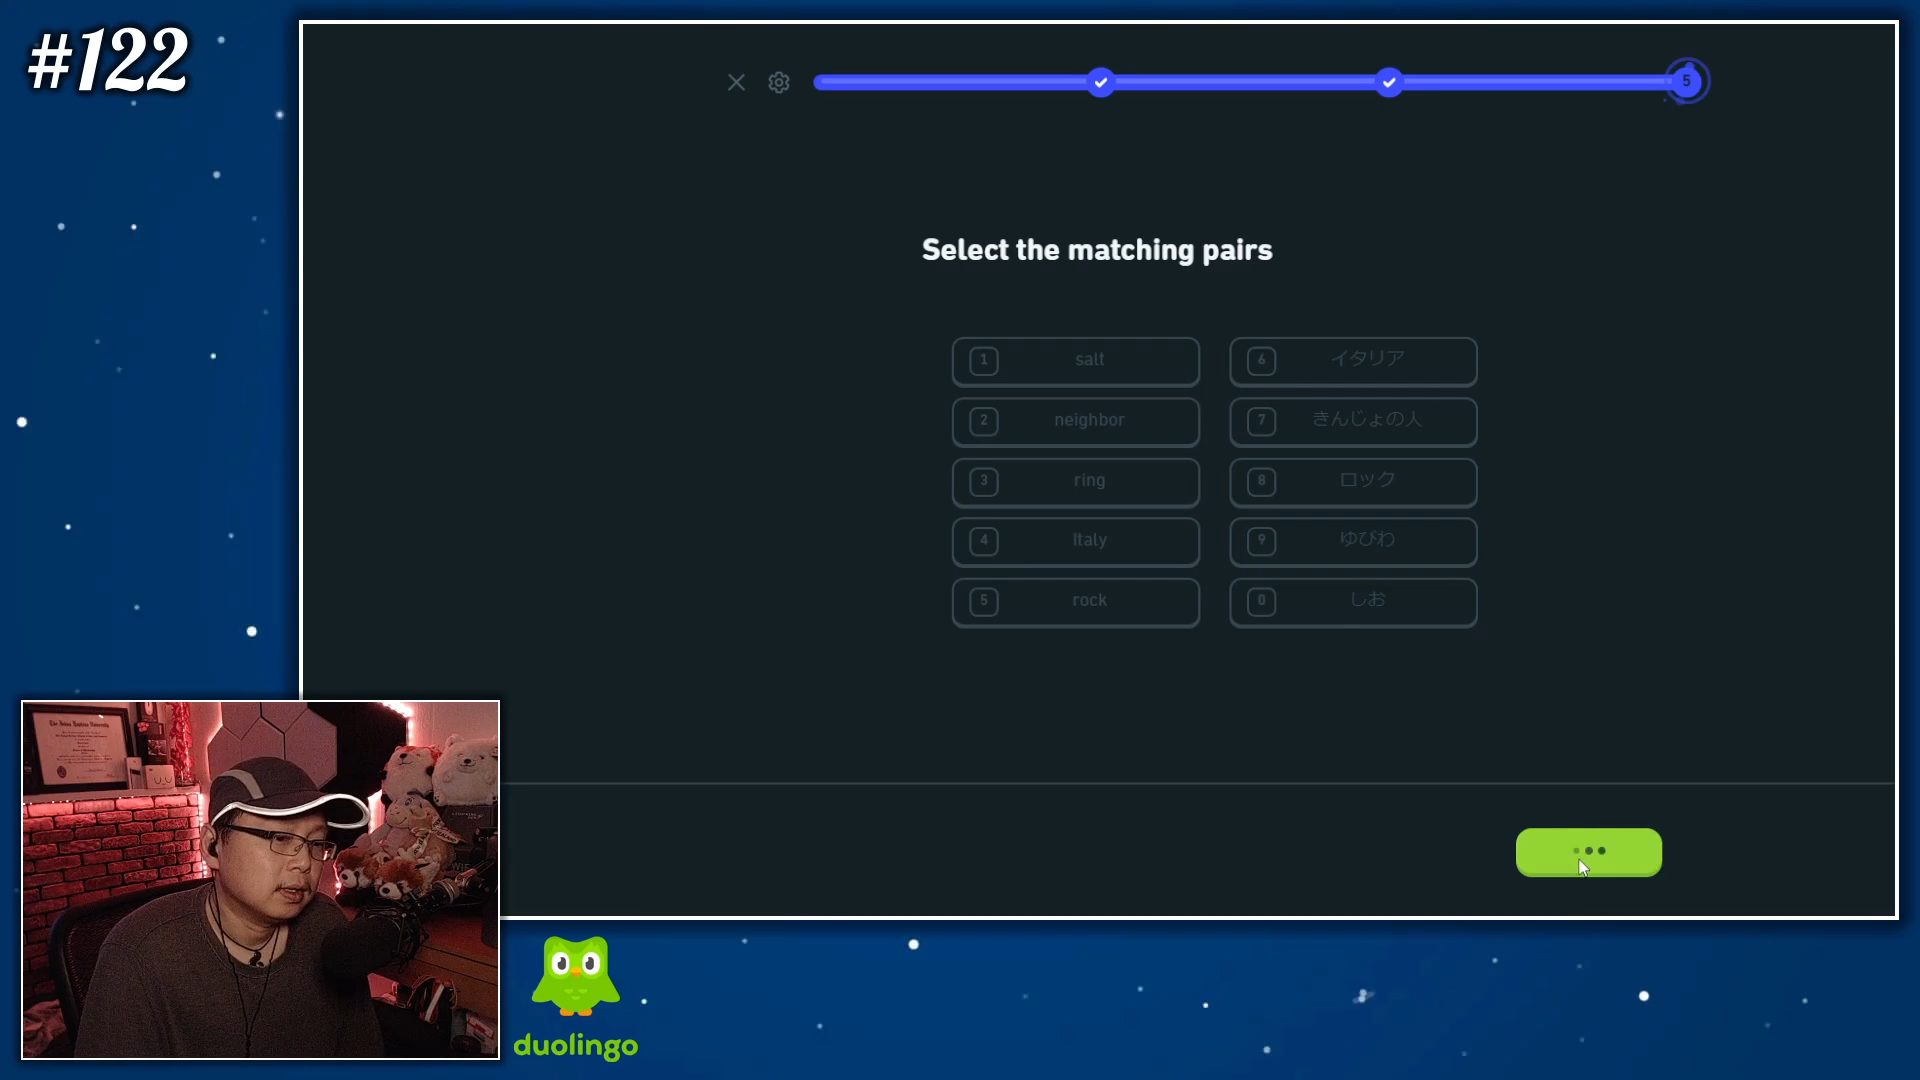 #122
5
Select the matching pairs
1 salt
6 イタリア
2 neighbor
7 きんじょの人
3 ring
8 ロック
4 Italy
9 ゆびわ
5 rock
0 しお
duolingo